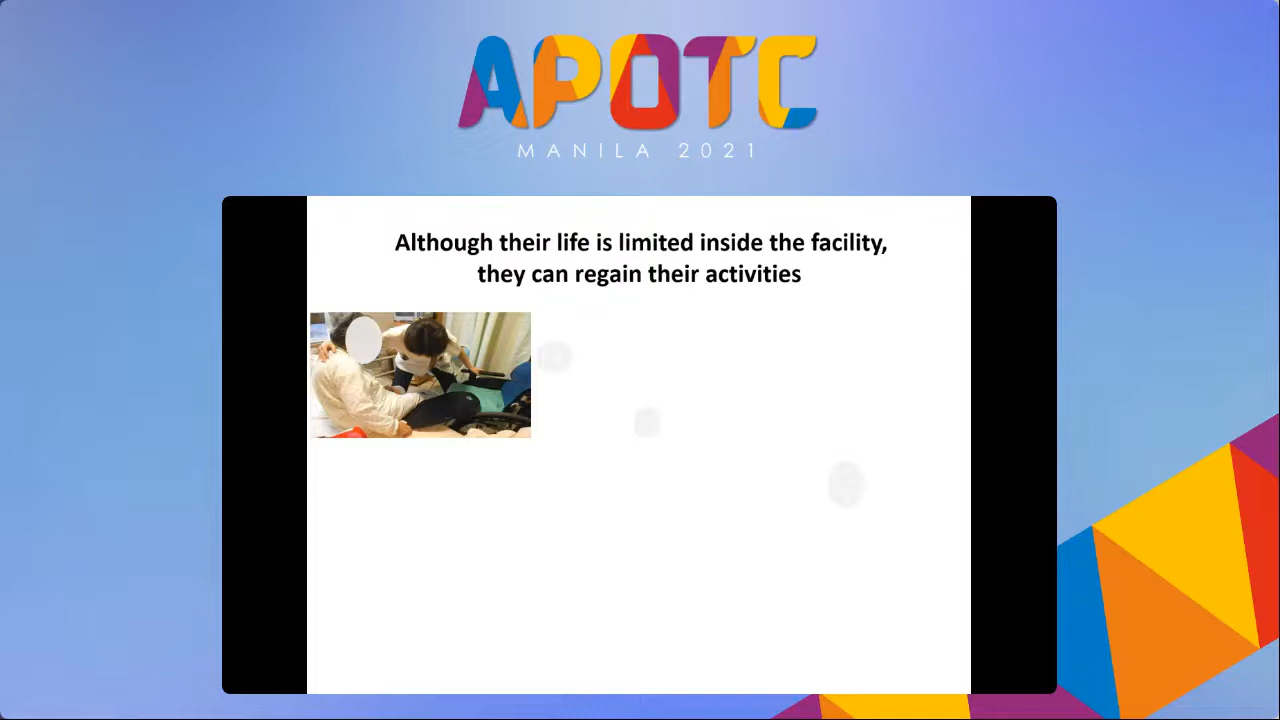 APOTC
MANILA 2021
Although their life is limited inside the facility,
they can regain their activities